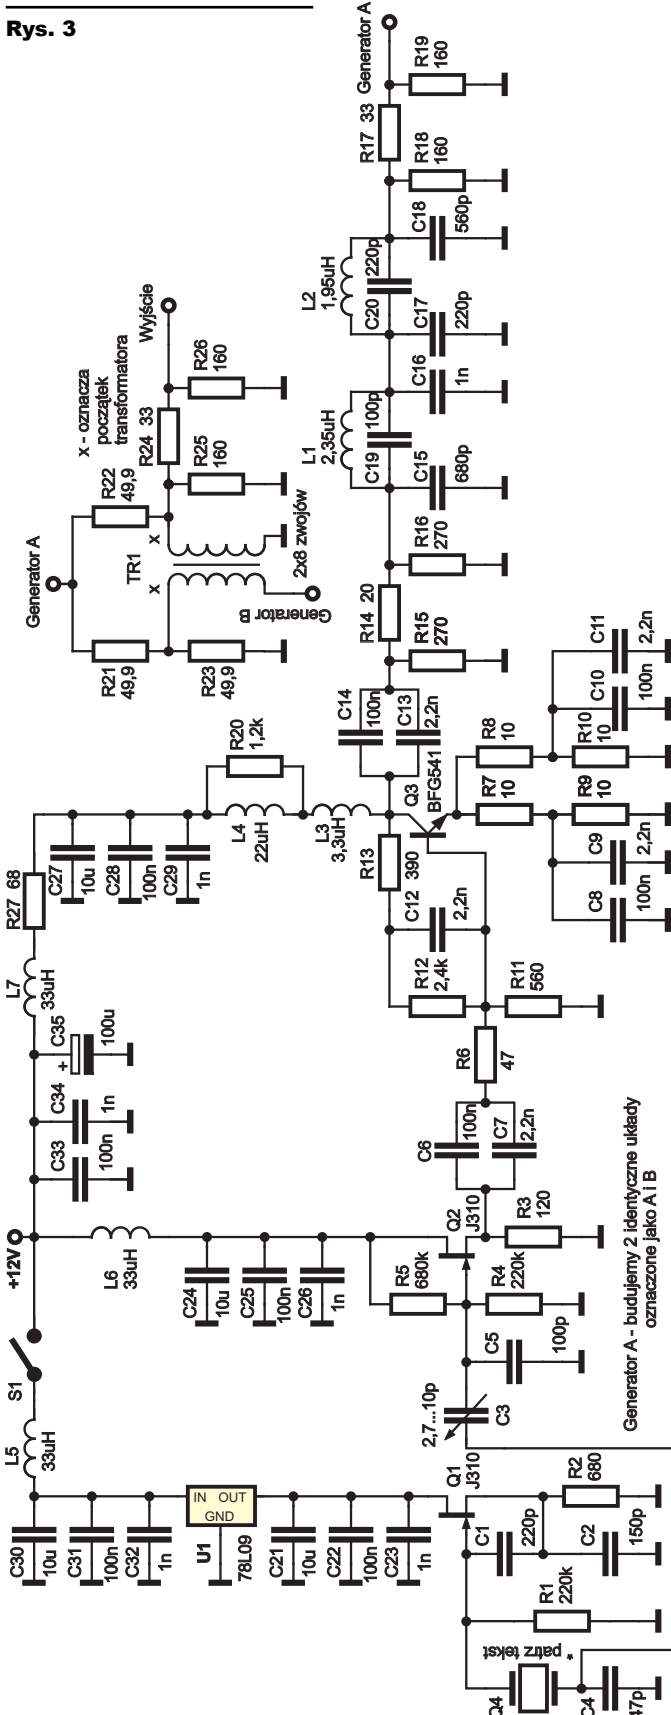 Rys. 3
Generator A
R19
160
R17 33
R18
160
C18
560p
L2
1,95uH
C20
220p
C17
220p
C16
1n
L1
2,35uH
C19
100p
C15
680p
R16
270
R14 20
R15
270
C14
100n
C13
2,2n
Wyjście
x - oznacza
początek
transformatora
R26
160
R24 33
R25
160
R22
49,9
Generator A
TR1
x
x
2x8 zwojów
Generator B
R21
49,9
R23
49,9
R20
1,2k
L4
22uH
L3
3,3uH
Q3
BFG541
R13
390
C12
2,2n
R12
2,4k
R11
560
R8
10
R7
10
R10
10
R9
10
C11
2,2n
C10
100n
C9
2,2n
C8
100n
R27 68
C27
10u
C28
100n
C29
1n
L7
33uH
C35
+
100u
C34
1n
C33
100n
R6
47
C6
100n
C7
2,2n
+12V
L6
33uH
C24
10u
C25
100n
C26
1n
Q2
J310
R3
120
R5
680k
R4
220k
C5
100p
2,7...10p
C3
Generator A - budujemy 2 identyczne układy
oznaczone jako A i B
S1
L5
33uH
C30
10u
C31
100n
C32
1n
IN OUT
GND
U1
78L09
C21
10u
C22
100n
C23
1n
Q1
J310
C1
220p
R2
680
C2
150p
R1
220k
* patrz tekst
Q4
C4
47p